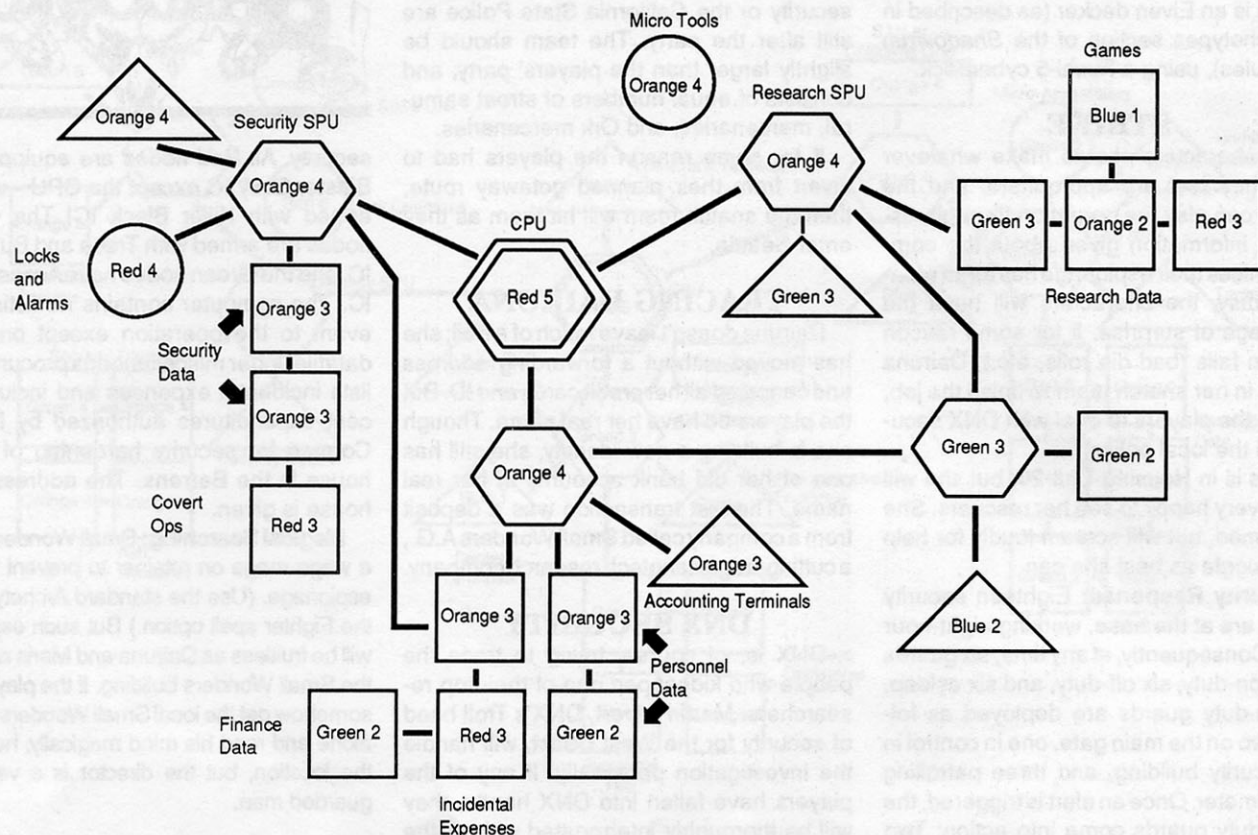 Micro Tools
Orange 4
Games
Blue 1
Research SPU
Orange 4
Orange 4
Security SPU
Orange 4
Green 3
Orange 2
Red 3
Research Data
CPU
Red 5
Locks
and
Alarms
Red 4
Green 3
Orange 3
Security
Data
Orange 3
Orange 4
Green 3
Green 2
Covert
Ops
Red 3
Orange 3
Accounting Terminals
Orange 3
Orange 3
Blue 2
Personnel
Data
Finance
Data
Green 2
Red 3
Green 2
Incidental
Expenses